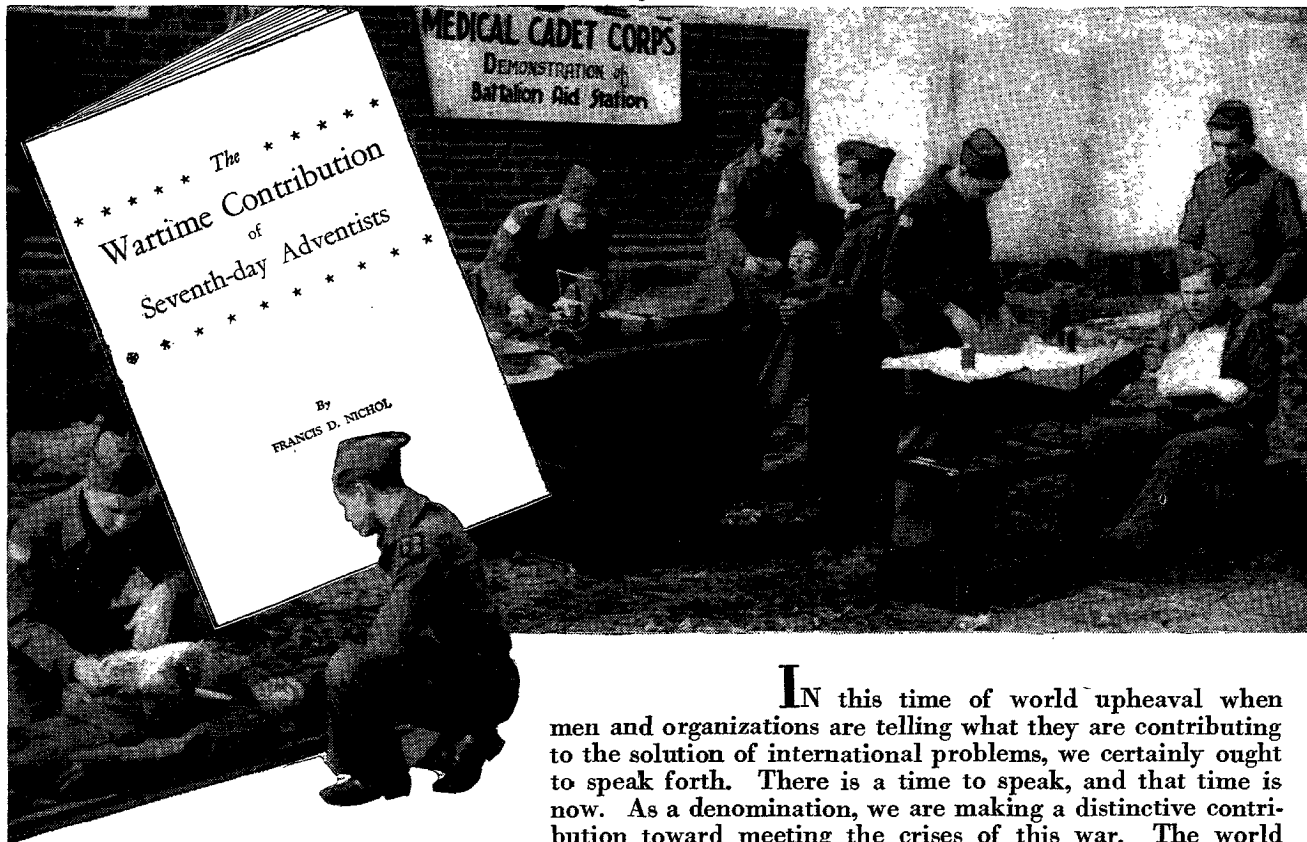 MEDICAL CADET CORPS
DEMONSTRATION of
Battalion Aid Station
The
Wartime Contribution
of
Seventh-day Adventists
By
FRANCIS D. NICHOL
IN this time of world upheaval when
men and organizations are telling what they are contributing
to the solution of international problems, we certainly ought
to speak forth. There is a time to speak, and that time is
now. As a denomination, we are making a distinctive contri-
bution toward meeting the crises of this war. The world